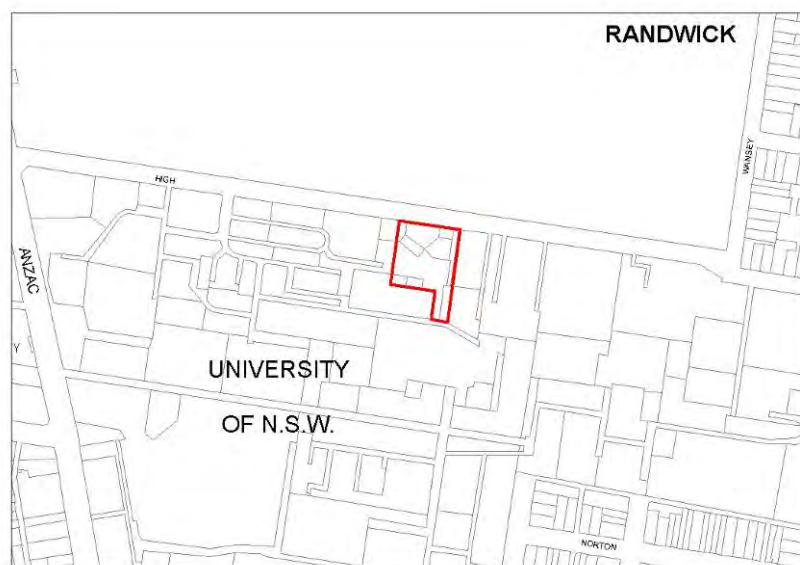 RANDWICK
WANSEY
HIGH
ANZAC
Y
UNIVERSITY
OF N.S.W.
NORTON